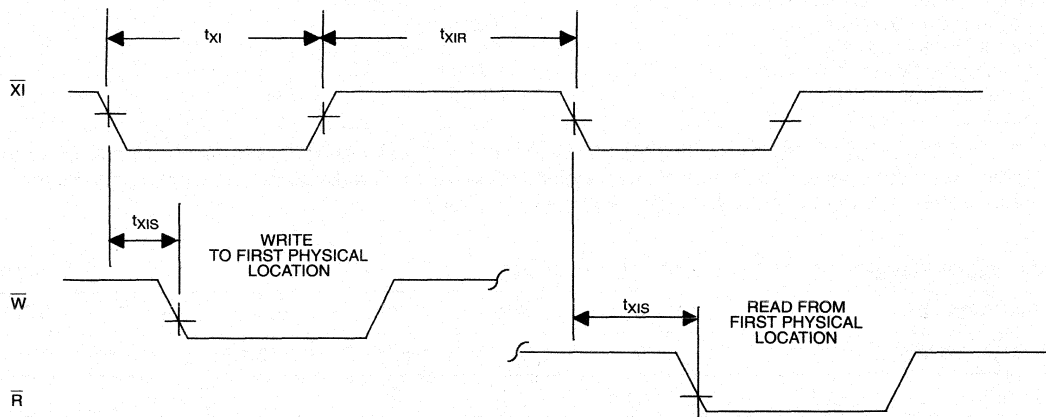 tXI
tXIR
XI
tXIS
WRITE
TO FIRST PHYSICAL
LOCATION
W
tXIS
READ FROM
FIRST PHYSICAL
LOCATION
R